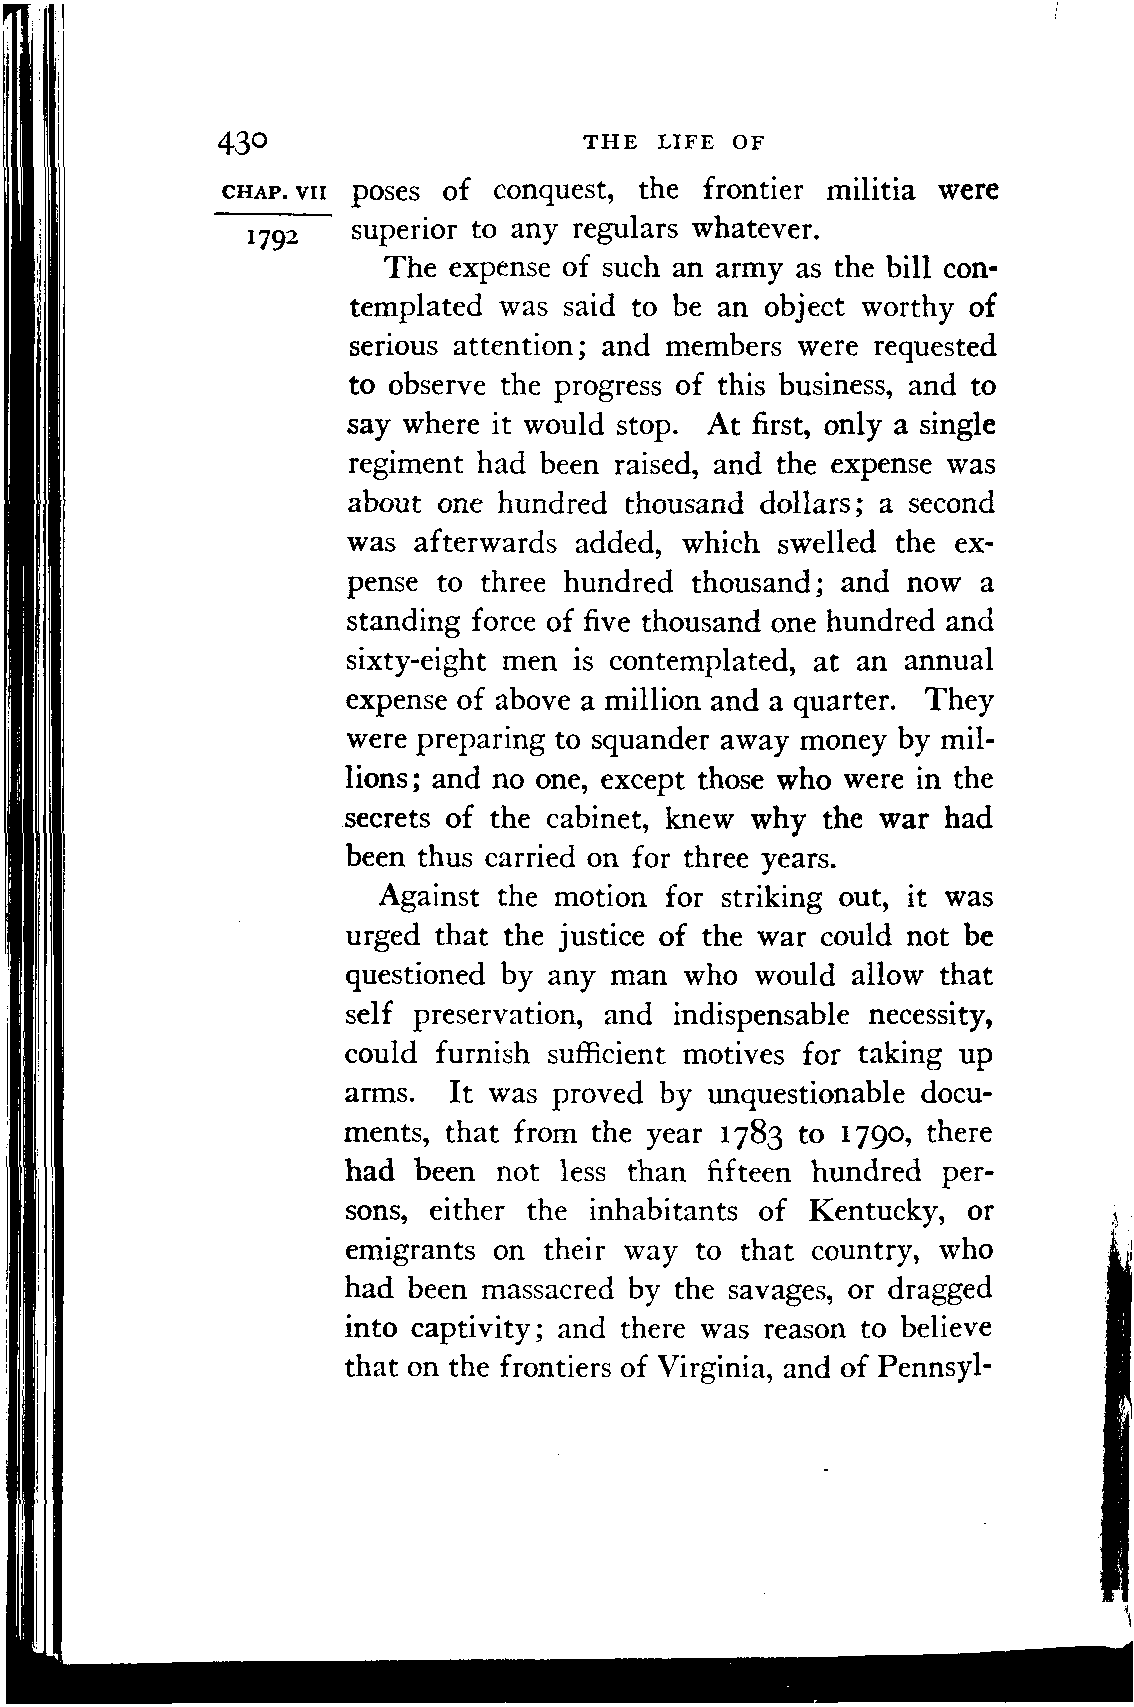 430 THE LIFE OF
CHAP. VII poses of conquest, the frontier militia were
1792 superior to any regulars whatever.
The expense of such an army as the bill con-
templated was said to be an object worthy of
serious attention; and members were requested
to observe the progress of this business, and to
say where it would stop. At first, only a single
regiment had been raised, and the expense was
about one hundred thousand dollars; a second
was afterwards added, which swelled the ex-
pense to three hundred thousand; and now a
standing force of five thousand one hundred and
sixty-eight men is contemplated, at an annual
expense of above a million and a quarter. They
were preparing to squander away money by mil-
lions; and no one, except those who were in the
secrets of the cabinet, knew why the war had
been thus carried on for three years.
Against the motion for striking out, it was
urged that the justice of the war could not be
questioned by any man who would allow that
self preservation, and indispensable necessity,
could furnish sufficient motives for taking up
arms. It was proved by unquestionable docu-
ments, that from the year 1783 to 1790, there
had been not less than fifteen hundred per-
sons, either the inhabitants of Kentucky, or
emigrants on their way to that country, who
had been massacred by the savages, or dragged
into captivity; and there was reason to believe
that on the frontiers of Virginia, and of Pennsyl-